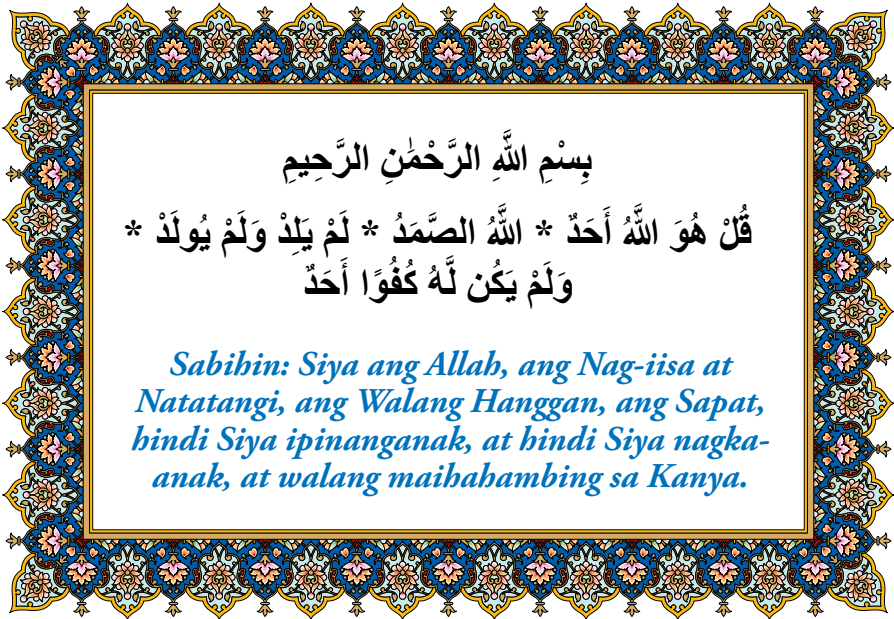 بِسْمِ اللَّهِ الرَّحْمَٰنِ الرَّحِيمِ
قُلْ هُوَ اللَّهُ أَحَدٌ * اللَّهُ الصَّمَدُ * لَمْ يَلِدْ وَلَمْ يُولَدْ *
وَلَمْ يَكُن لَّهُ كُفُوًا أَحَدٌ
Sabihin: Siya ang Allah, ang Nag-iisa at
Natatangi, ang Walang Hanggan, ang Sapat,
hindi Siya ipinanganak, at hindi Siya nagka-
anak, at walang maihahambing sa Kanya.